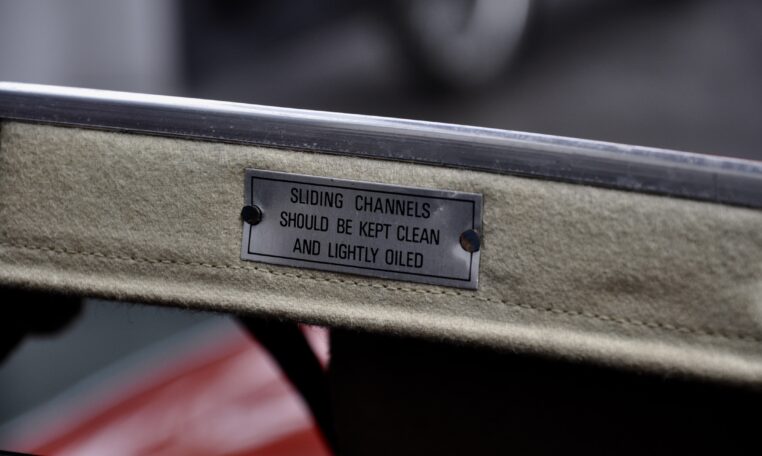 SLIDING CHANNELS
SHOULD BE KEPT CLEAN
AND LIGHTLY OILED